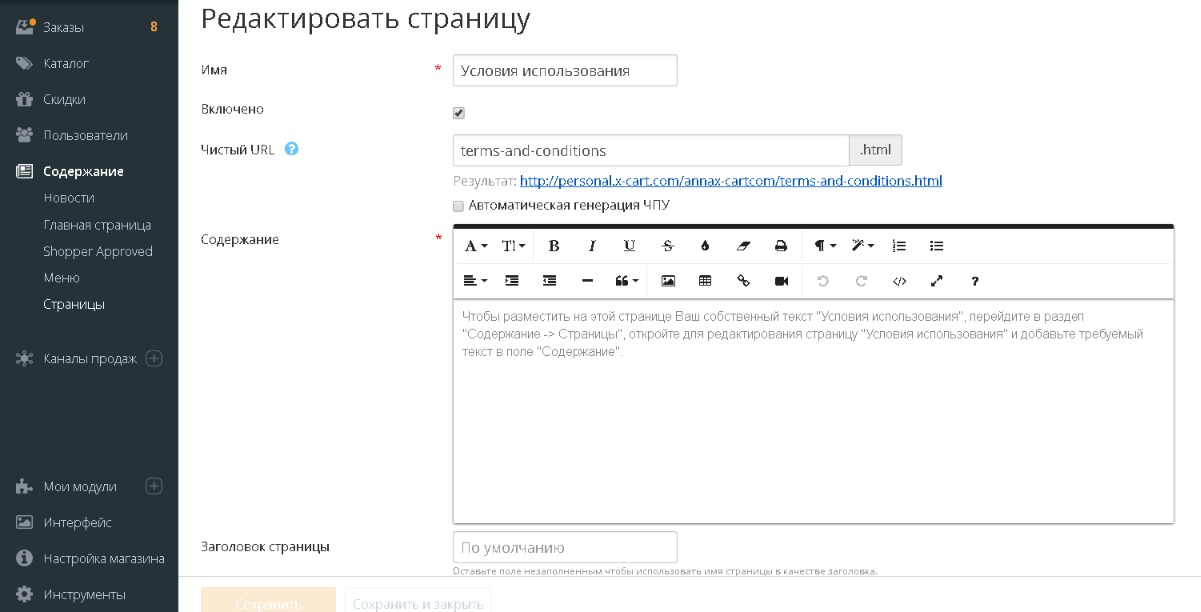 Заказы
8
Каталог
Скидки
Пользователи
Содержание
Новости
Главная страница
Shopper Approved
Меню
Страницы
Каналы продаж
Мои модули
Интерфейс
Настройка магазина
Инструменты
Редактировать страницу
Имя
*
Условия использования
Включено
Чистый URL ?
terms-and-conditions
.html
Результат: http://personal.x-cart.com/annax-cartcom/terms-and-conditions.html
Автоматическая генерация ЧПУ
Содержание
*
A TI B I U S ¶
</> ?
Чтобы разместить на этой странице Ваш собственный текст "Условия использования", перейдите в раздел
"Содержание -> Страницы", откройте для редактирования страницу "Условия использования" и добавьте требуемый
текст в поле "Содержание".
Заголовок страницы
По умолчанию
Оставьте поле незаполненным чтобы использовать имя страницы в качестве заголовка.
Сохранить
Сохранить и закрыть